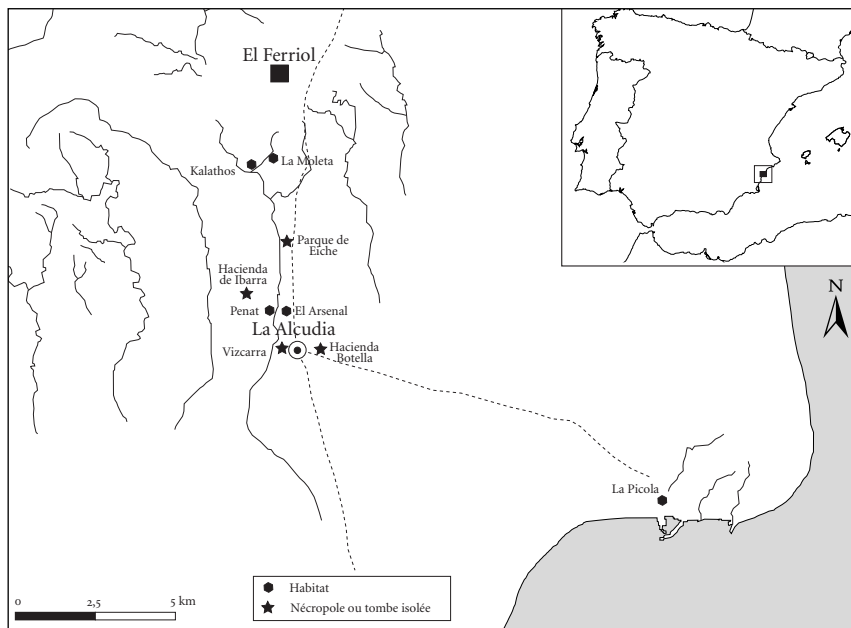 El Ferriol
La Moleta
Kalathos
Parque de
Elche
Hacienda
de Ibarra
Penat
El Arsenal
La Alcudia
Vizcarra
Hacienda
Botella
N
La Picola
Habitat
Nécropole ou tombe isolée
0
2,5
5 km